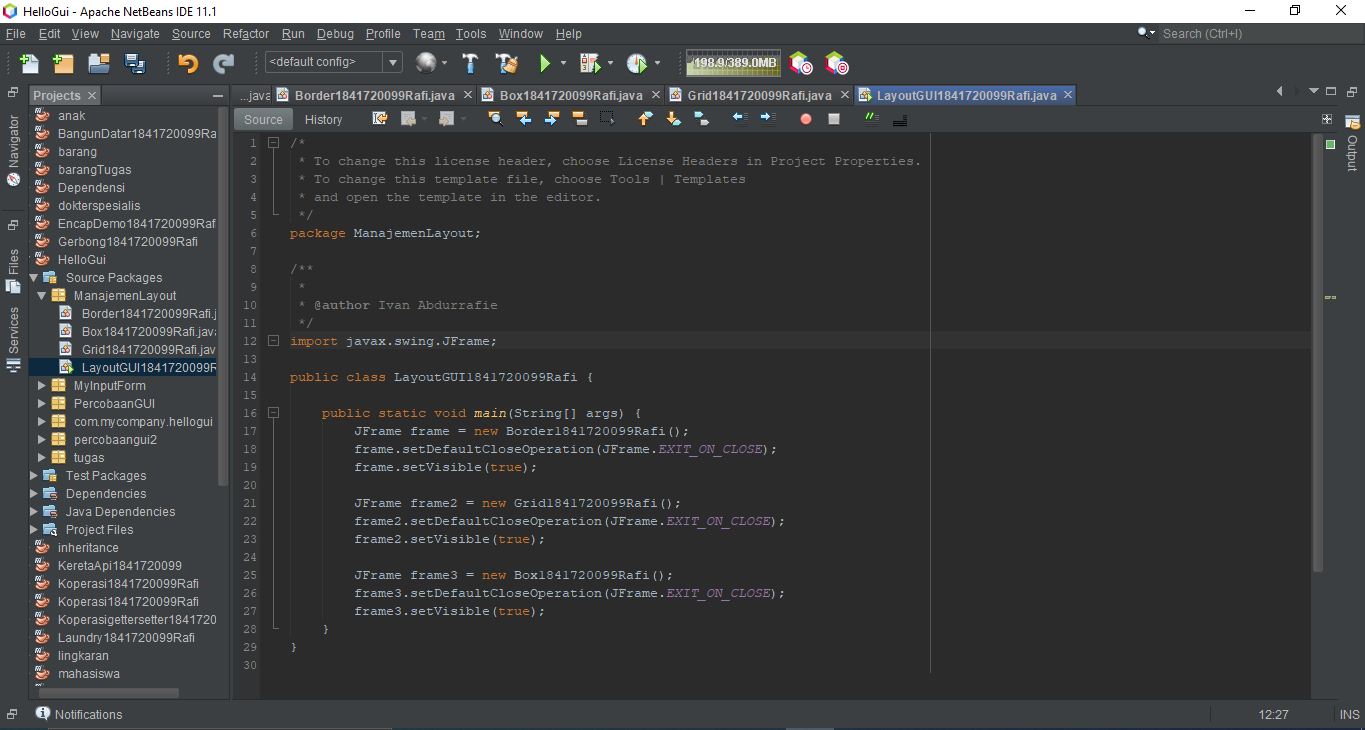 HelloGui - Apache NetBeans IDE 11.1
File Edit View Navigate Source Refactor Run Debug Profile Team Tools Window Help
Search (Ctrl+I)
<default config>
198.9/389.0MB
Projects
...java
Border1841720099Rafi.java
Box1841720099Rafi.java
Grid1841720099Rafi.java
LayoutGUI1841720099Rafi.java
Source History
Navigator
Files
Services
Output
anak
BangunDatar1841720099Ra
barang
barangTugas
Dependensi
dokterspesialis
EncapDemo1841720099Raf
Gerbong1841720099Rafi
HelloGui
Source Packages
ManajemenLayout
Border1841720099Rafi.j
Box1841720099Rafi.java
Grid1841720099Rafi.jav
LayoutGUI1841720099R
MyInputForm
PercobaanGUI
com.mycompany.hellogui
percobaangui2
tugas
Test Packages
Dependencies
Java Dependencies
Project Files
inheritance
KeretaApi1841720099
Koperasi1841720099Rafi
Koperasi1841720099Rafi
Koperasigettersetter1841720
Laundry1841720099Rafi
lingkaran
mahasiswa
1 /*
2 * To change this license header, choose License Headers in Project Properties.
3 * To change this template file, choose Tools | Templates
4 * and open the template in the editor.
5 */
6 package ManajemenLayout;
7
8 /**
9 *
10 * @author Ivan Abdurrafie
11 */
12 import javax.swing.JFrame;
13
14 public class LayoutGUI1841720099Rafi {
15
16 public static void main(String[] args) {
17 JFrame frame = new Border1841720099Rafi();
18 frame.setDefaultCloseOperation(JFrame.EXIT_ON_CLOSE);
19 frame.setVisible(true);
20
21 JFrame frame2 = new Grid1841720099Rafi();
22 frame2.setDefaultCloseOperation(JFrame.EXIT_ON_CLOSE);
23 frame2.setVisible(true);
24
25 JFrame frame3 = new Box1841720099Rafi();
26 frame3.setDefaultCloseOperation(JFrame.EXIT_ON_CLOSE);
27 frame3.setVisible(true);
28 }
29 }
30
Notifications
12:27 INS